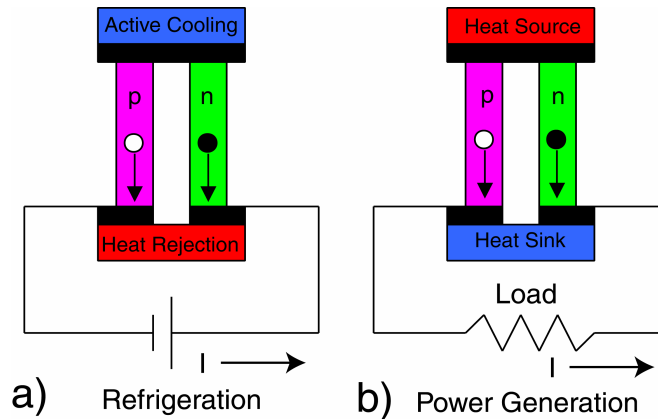 Active Cooling
p
n
Heat Rejection
I
a) Refrigeration
Heat Source
p
n
Heat Sink
Load
I
b) Power Generation